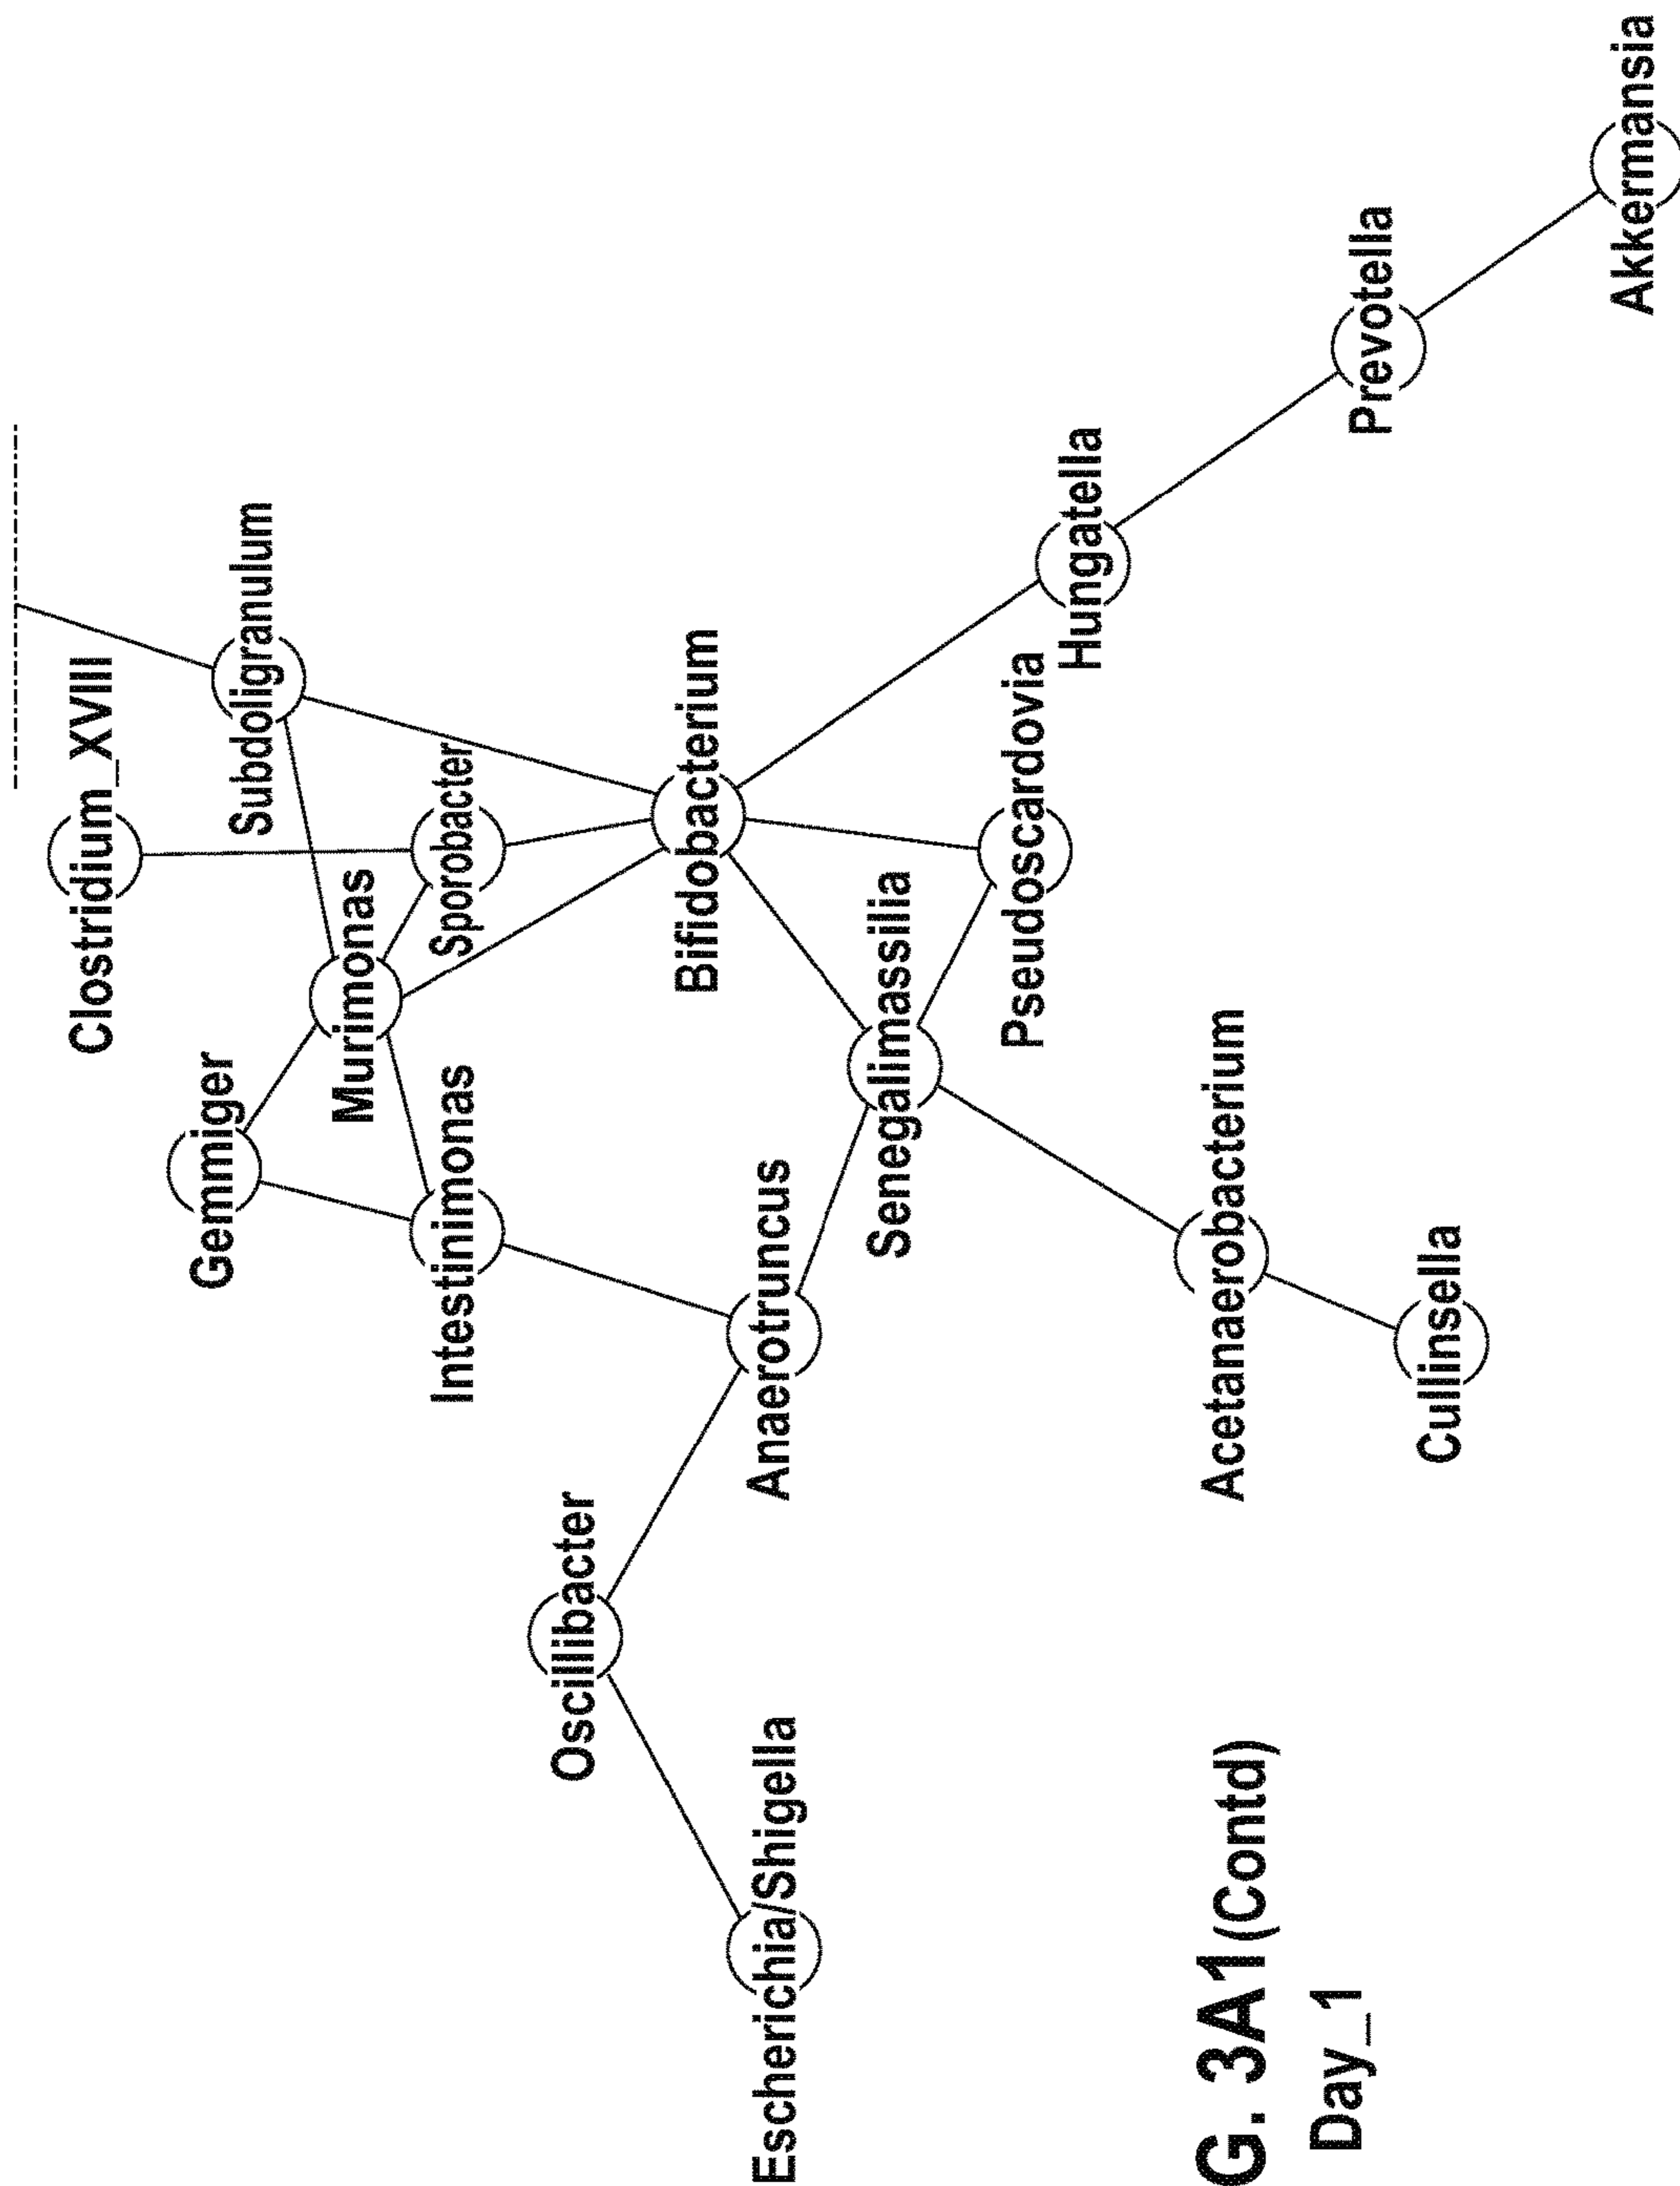 Clostridium_XVIII
Gemmiger
Subdoligranulum
Murimonas
Intestinimonas
Sporobacter
Oscillibacter
Bifidobacterium
Escherichia/Shigella
Anaerotruncus
Senegalimassilia
Pseudoscardovia
Hungatella
Acetanaerobacterium
Prevotella
Cullinsella
Akkermansia
G. 3A1(Contd)
Day_1